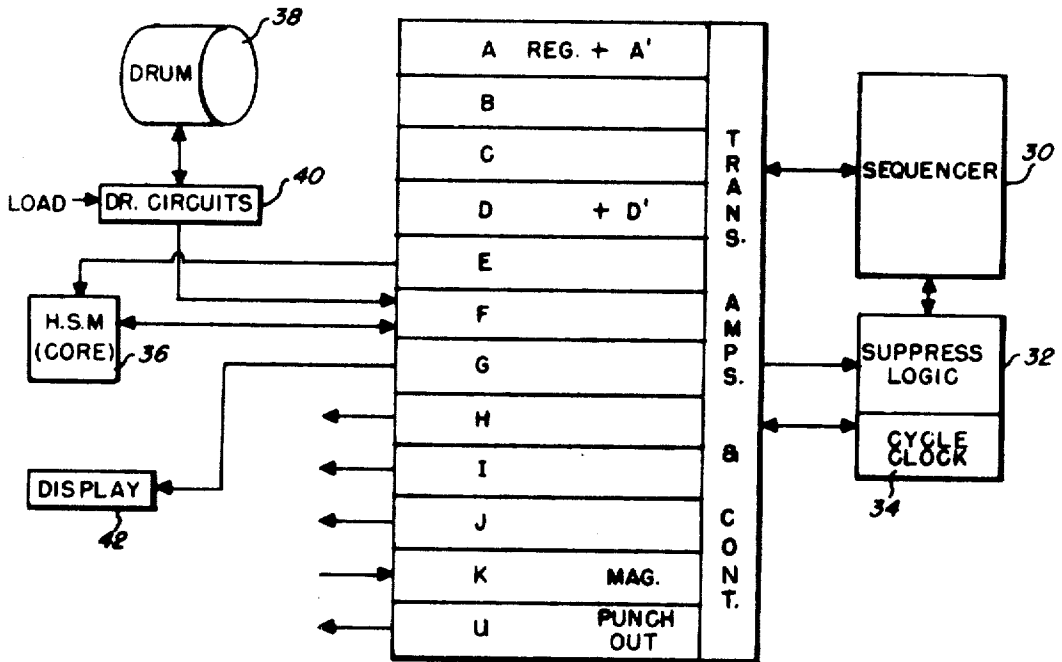 38
DRUM
40
LOAD
DR. CIRCUITS
H.S.M
(CORE)
36
DISPLAY
42
A REG. + A'
B
C
D + D'
E
F
G
H
I
J
K MAG.
U PUNCH
OUT
TRANS. AMPS. & CONT.
SEQUENCER
30
SUPPRESS
LOGIC
32
CYCLE
CLOCK
34